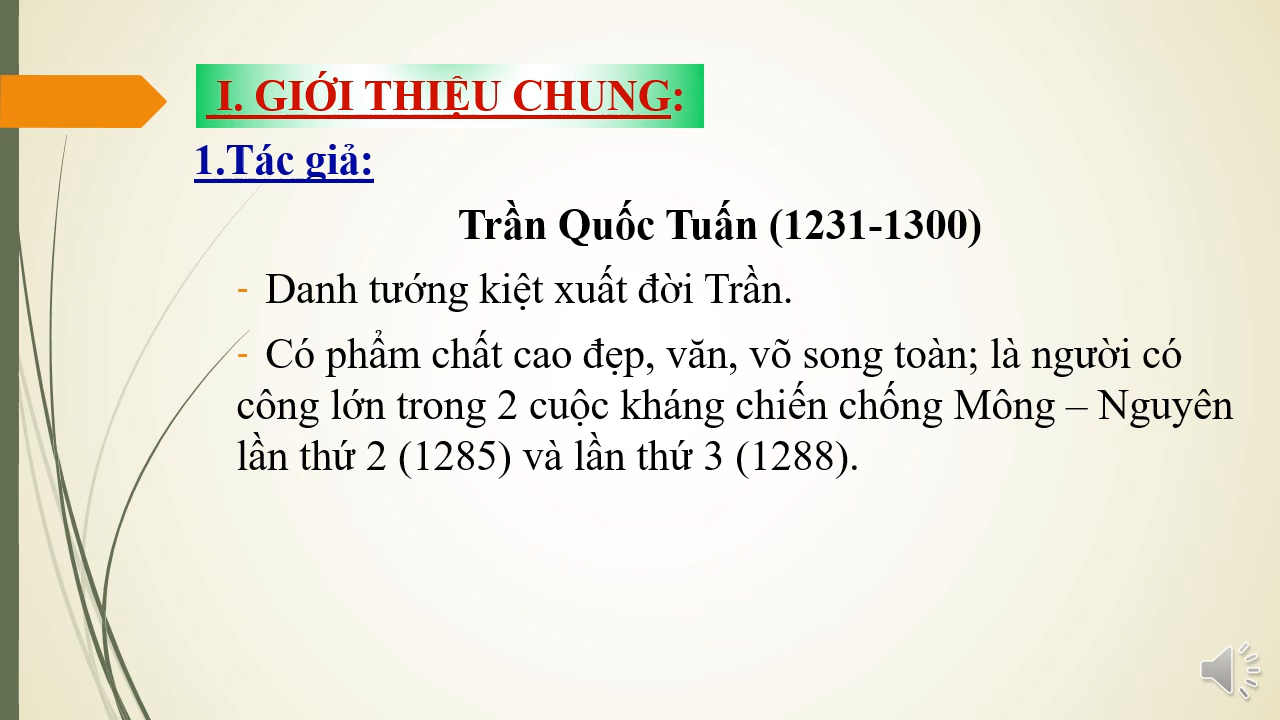 I. GIỚI THIỆU CHUNG:
1.Tác giả:
Trần Quốc Tuấn (1231-1300)
- Danh tướng kiệt xuất đời Trần.
- Có phẩm chất cao đẹp, văn, võ song toàn; là người có
công lớn trong 2 cuộc kháng chiến chống Mông – Nguyên
lần thứ 2 (1285) và lần thứ 3 (1288).